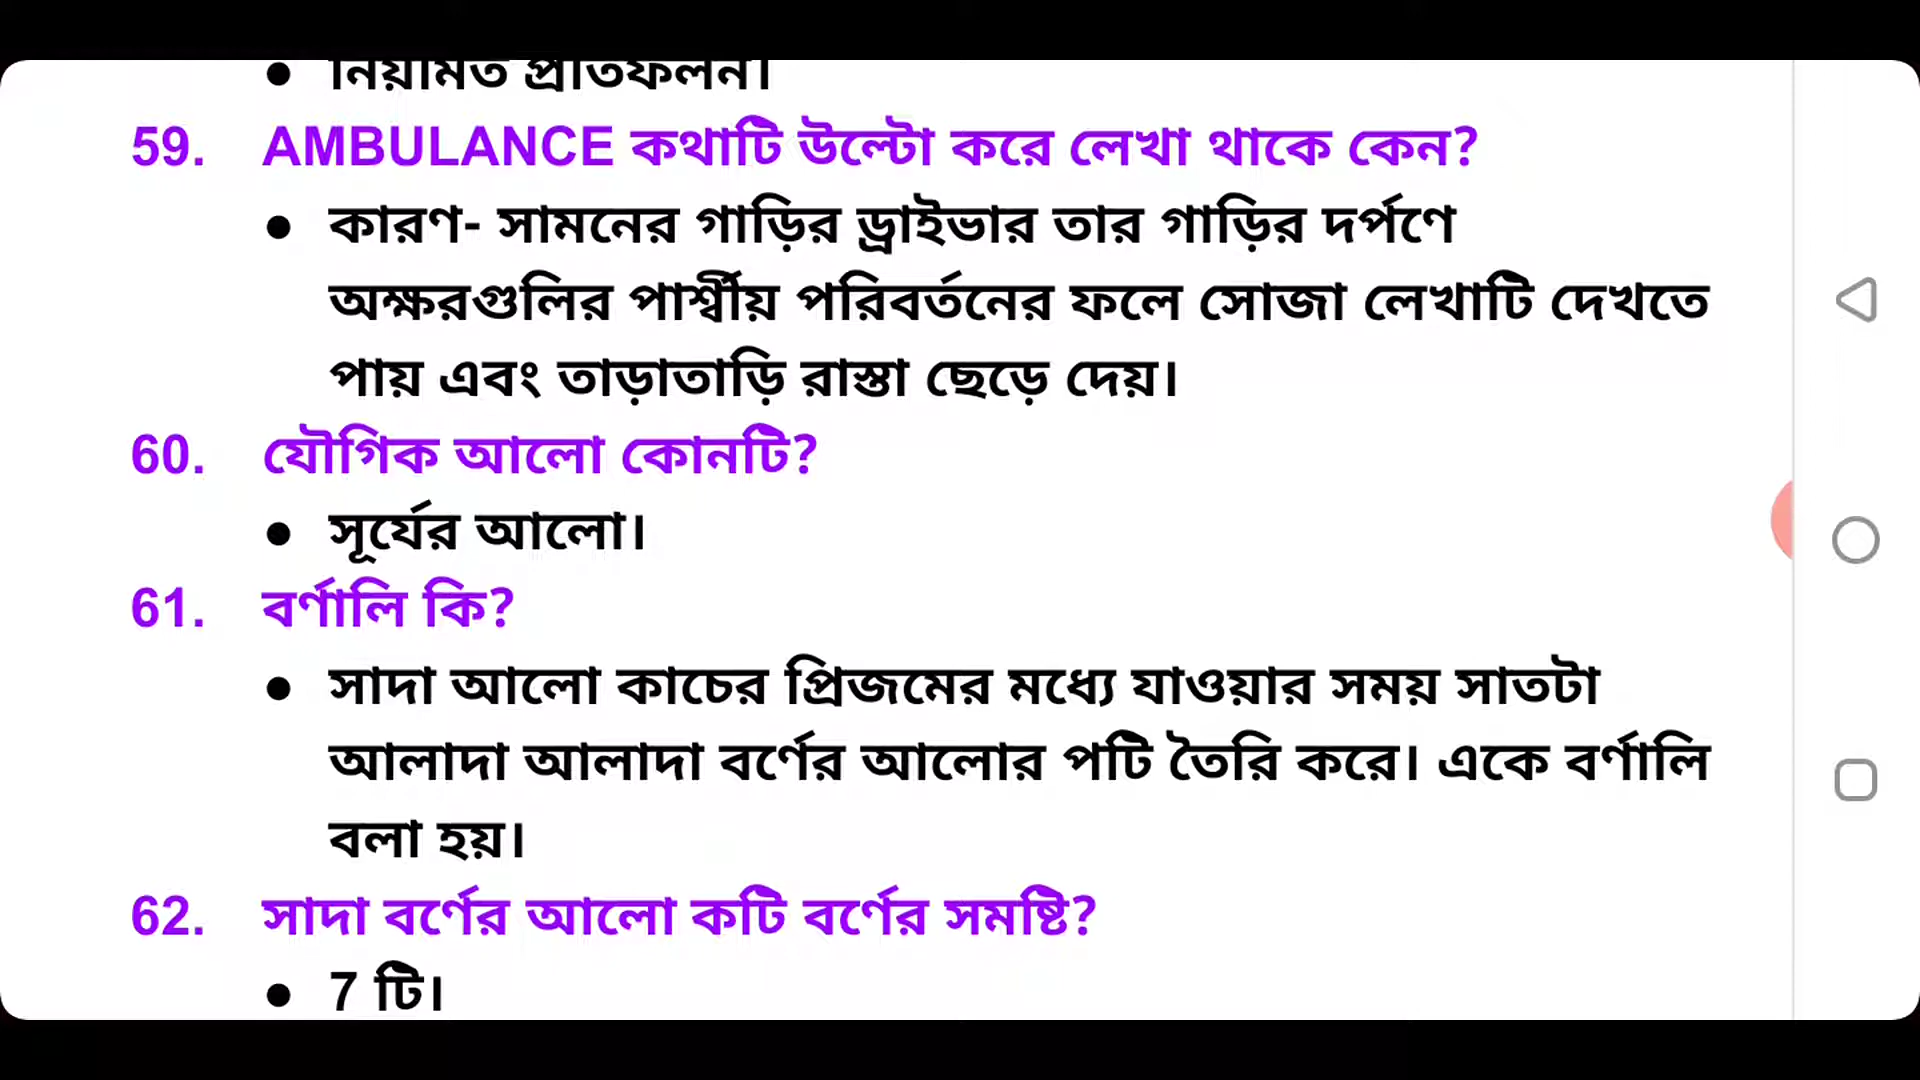 ● নিয়মিত প্রতিফলন।
59. AMBULANCE কথাটি উল্টো করে লেখা থাকে কেন?
● কারণ- সামনের গাড়ির ড্রাইভার তার গাড়ির দর্পণে
অক্ষরগুলির পার্শ্বীয় পরিবর্তনের ফলে সোজা লেখাটি দেখতে
পায় এবং তাড়াতাড়ি রাস্তা ছেড়ে দেয়।
60. যৌগিক আলো কোনটি?
● সূর্যের আলো।
61. বর্ণালি কি?
● সাদা আলো কাচের প্রিজমের মধ্যে যাওয়ার সময় সাতটা
আলাদা আলাদা বর্ণের আলোর পটি তৈরি করে। একে বর্ণালি
বলা হয়।
62. সাদা বর্ণের আলো কটি বর্ণের সমষ্টি?
● 7 টি।